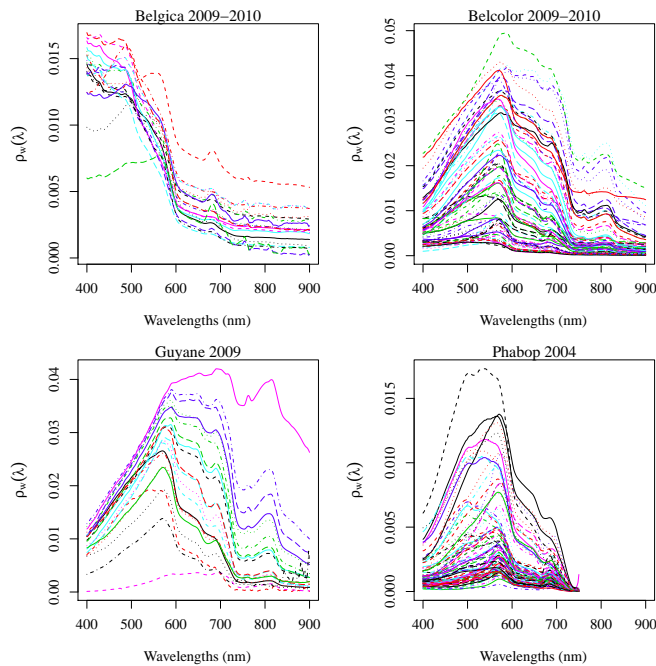 Belgica 2009−2010
0.000 0.005 0.010 0.015
ρw(λ)
400 500 600 700 800 900
Wavelengths (nm)
Belcolor 2009−2010
0.00 0.01 0.02 0.03 0.04 0.05
ρw(λ)
400 500 600 700 800 900
Wavelengths (nm)
Guyane 2009
0.00 0.01 0.02 0.03 0.04
ρw(λ)
400 500 600 700 800 900
Wavelengths (nm)
Phabop 2004
0.000 0.005 0.010 0.015
ρw(λ)
400 500 600 700 800 900
Wavelengths (nm)